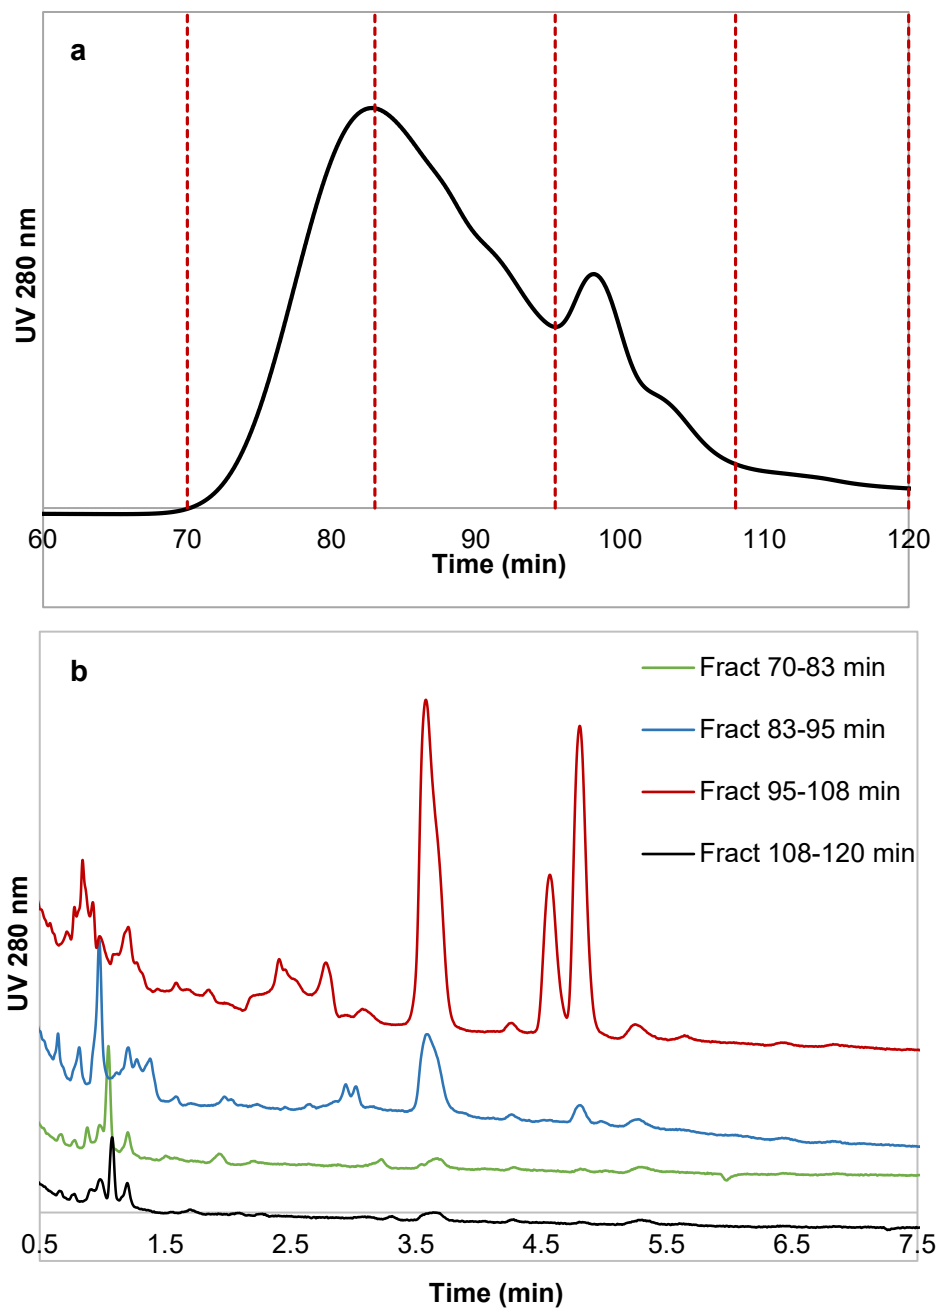 a
UV 280 nm
60 70 80 90 100 110 120
Time (min)
b
Fract 70-83 min
Fract 83-95 min
Fract 95-108 min
Fract 108-120 min
UV 280 nm
0.5 1.5 2.5 3.5 4.5 5.5 6.5 7.5
Time (min)